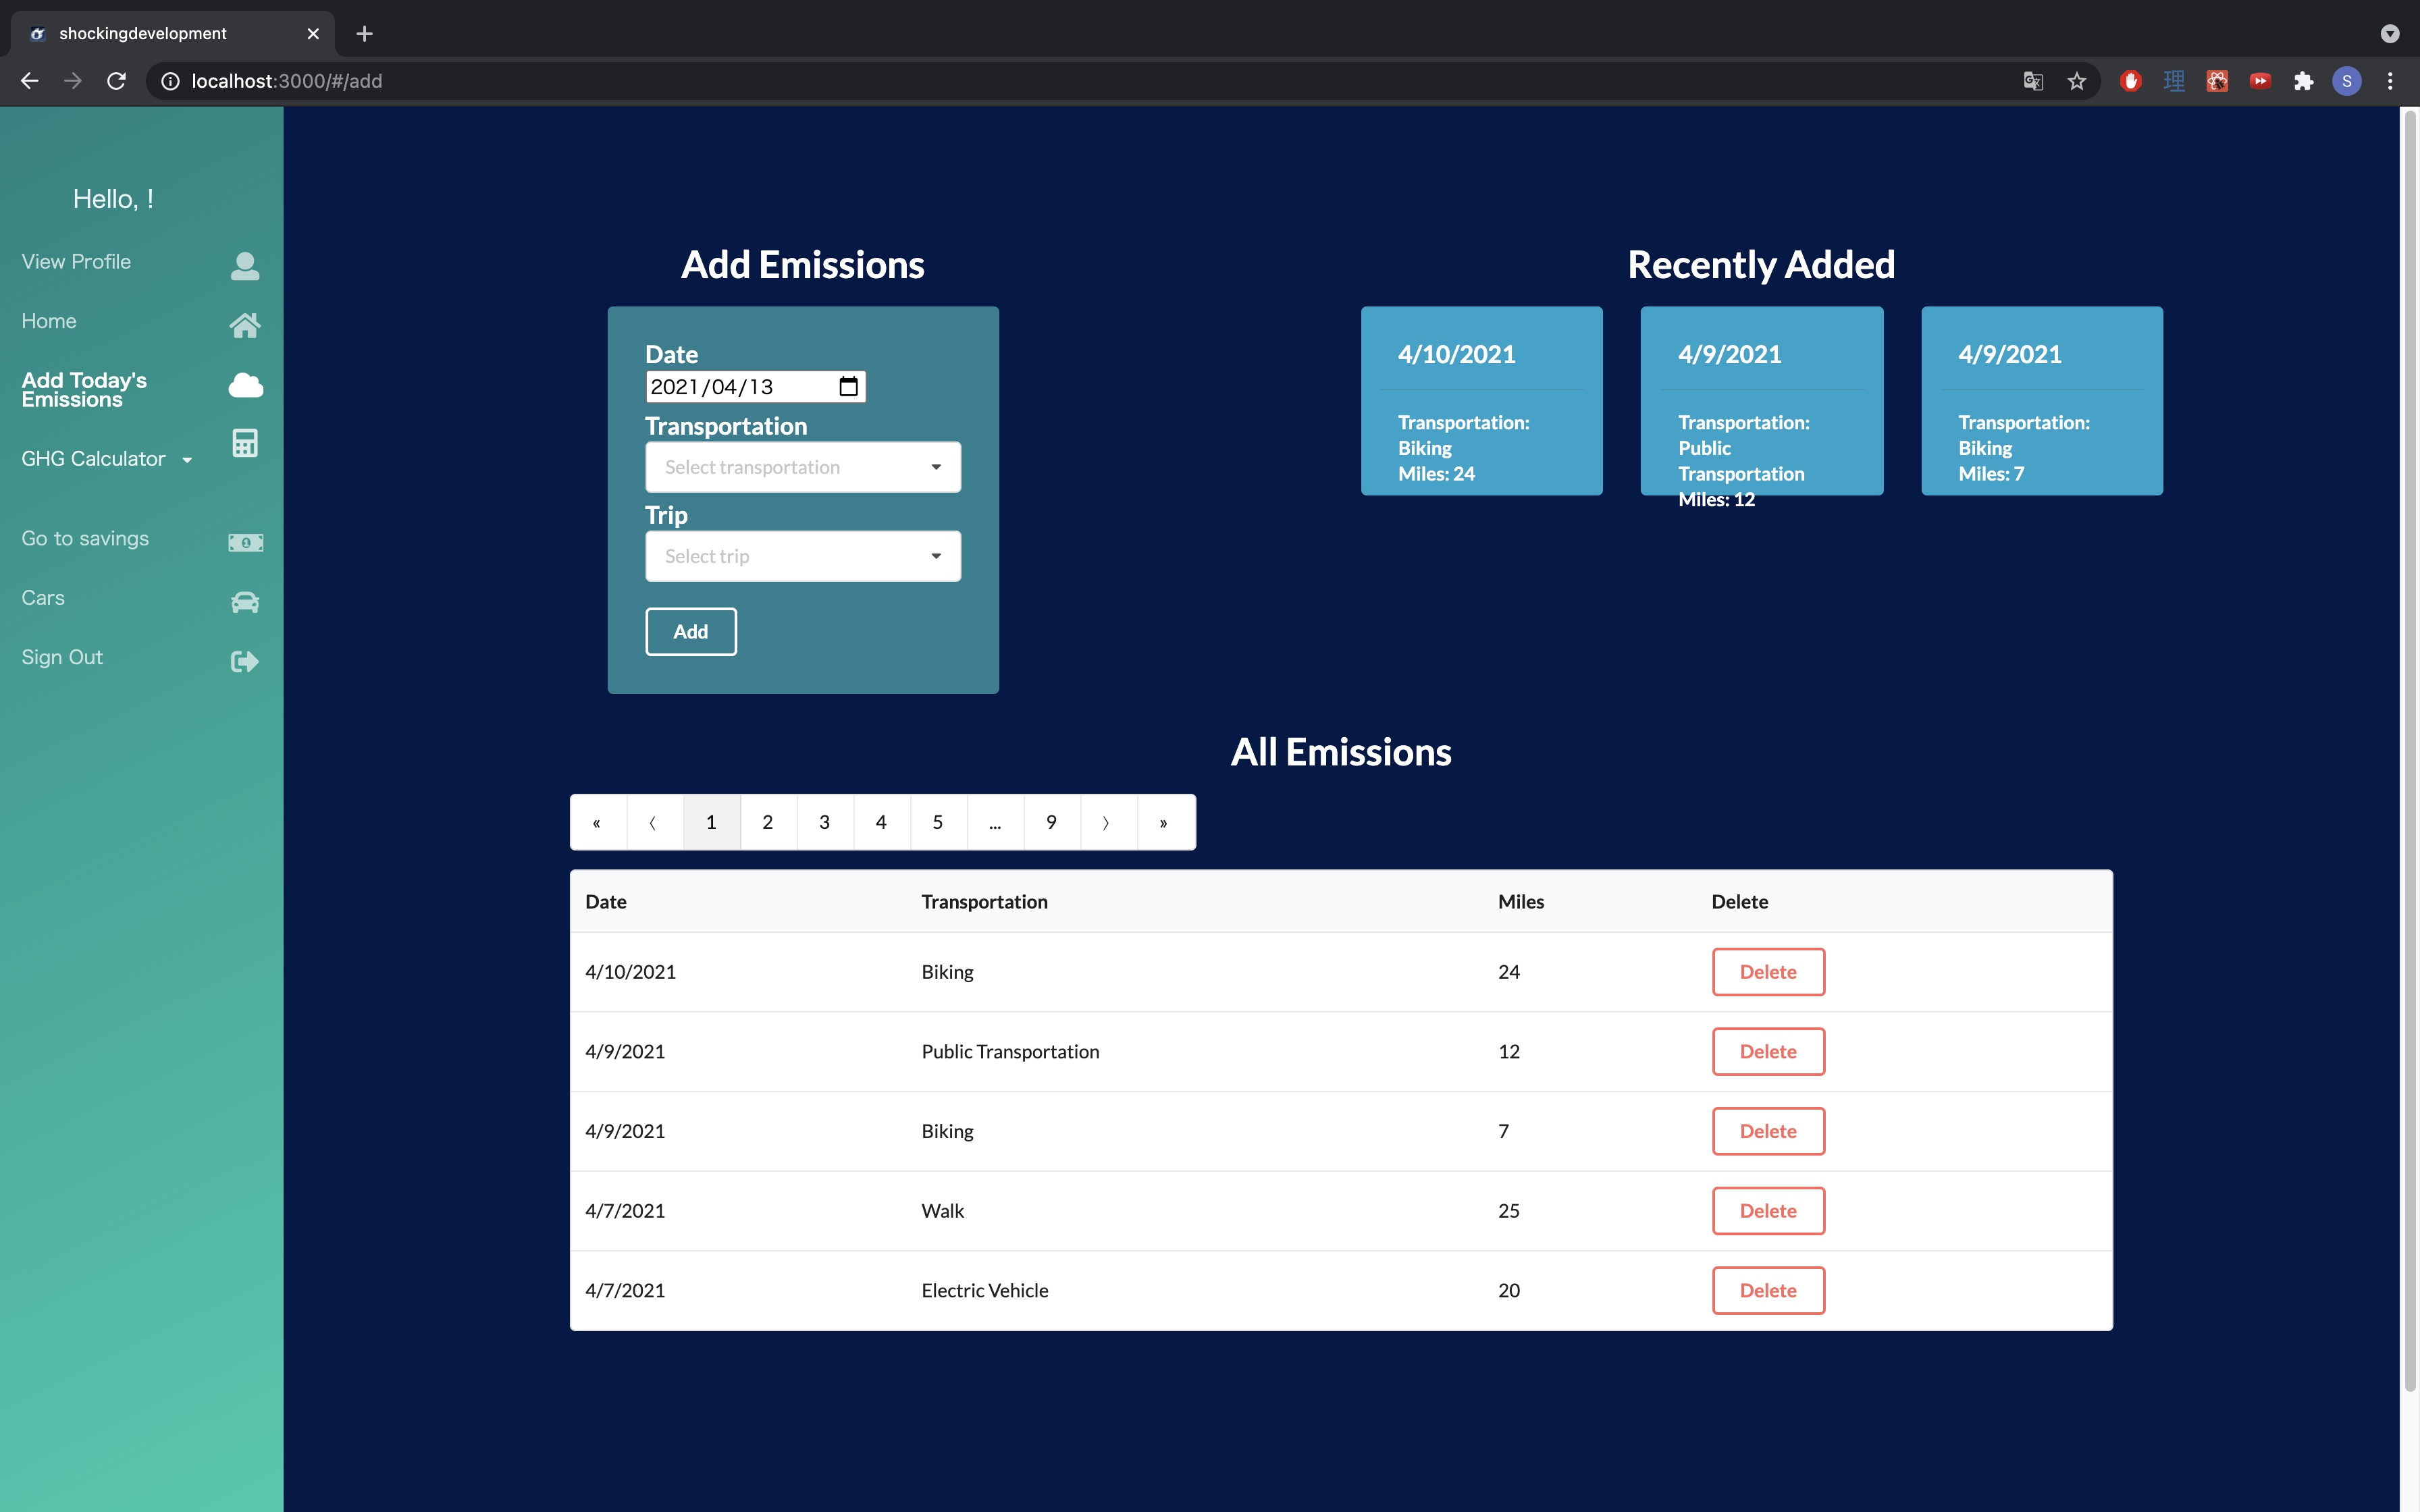 shockingdevelopment
localhost:3000/#/add
理
S
Hello, !
View Profile
Home
Add Today's
Emissions
GHG Calculator
Go to savings
Cars
Sign Out
Add Emissions
Date
2021/04/13
Transportation
Select transportation
Trip
Select trip
Add
Recently Added
4/10/2021
Transportation:
Biking
Miles: 24
4/9/2021
Transportation:
Public
Transportation
Miles: 12
4/9/2021
Transportation:
Biking
Miles: 7
All Emissions
« ⟨ 1 2 3 4 5 ... 9 ⟩ »
Date Transportation Miles Delete
4/10/2021 Biking 24 Delete
4/9/2021 Public Transportation 12 Delete
4/9/2021 Biking 7 Delete
4/7/2021 Walk 25 Delete
4/7/2021 Electric Vehicle 20 Delete